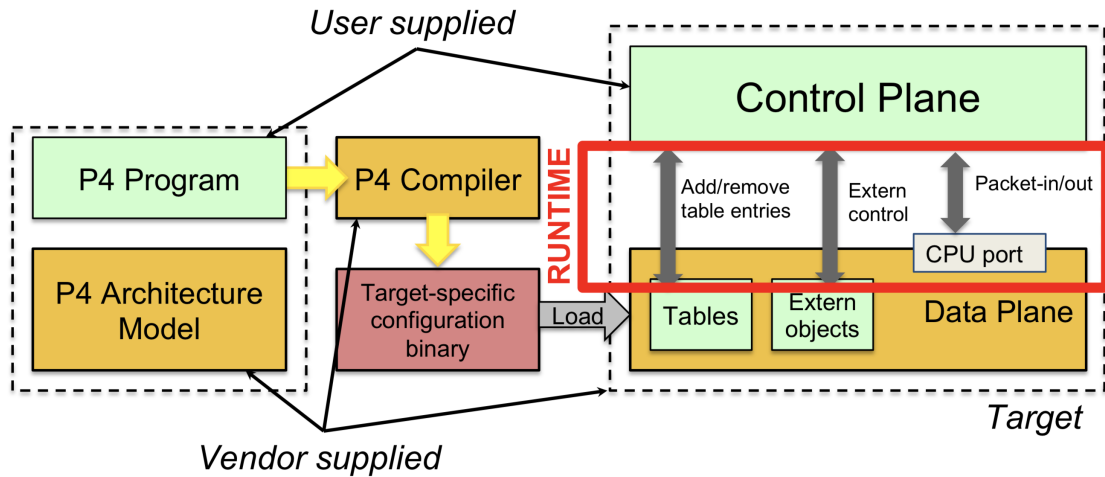 User supplied
Control Plane
P4 Program
P4 Compiler
RUNTIME
Add/remove
table entries
Extern
control
Packet-in/out
CPU port
P4 Architecture
Model
Target-specific
configuration
binary
Load
Tables
Extern
objects
Data Plane
Target
Vendor supplied